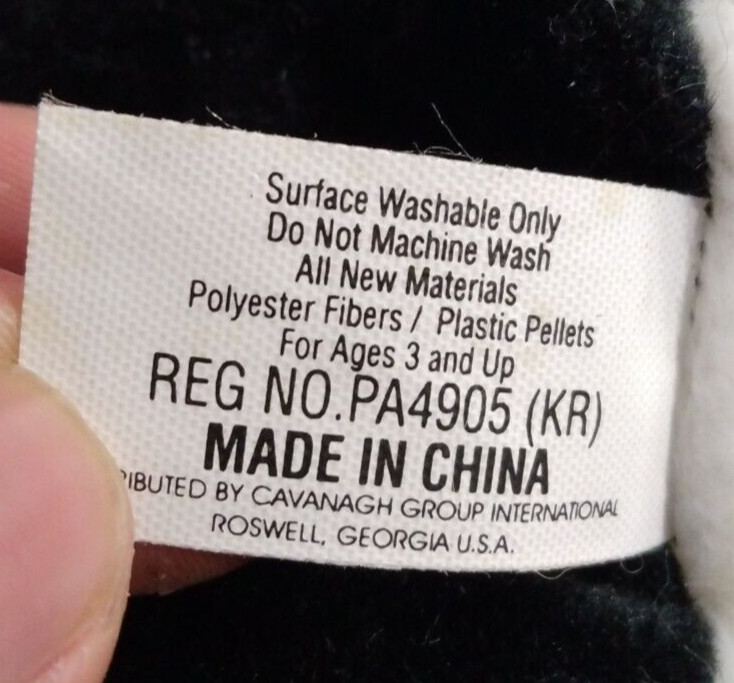 Surface Washable Only
Do Not Machine Wash
All New Materials
Polyester Fibers / Plastic Pellets
For Ages 3 and Up
REG NO.PA4905 (KR)
MADE IN CHINA
BY CAVANAGH GROUP INTERNATIONAL
ROSWELL, GEORGIA U.S.A.